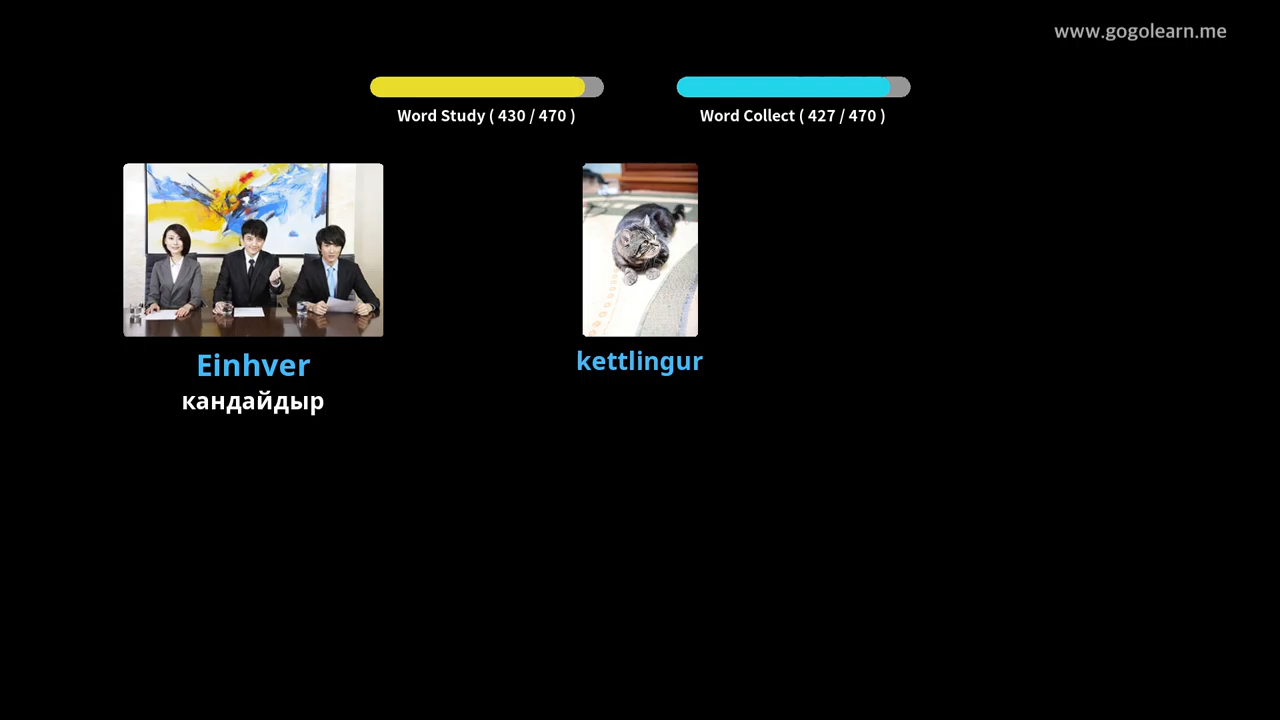 www.gogolearn.me
Word Study ( 430 / 470 )
Word Collect ( 427 / 470 )
Einhver
кандайдыр
kettlingur